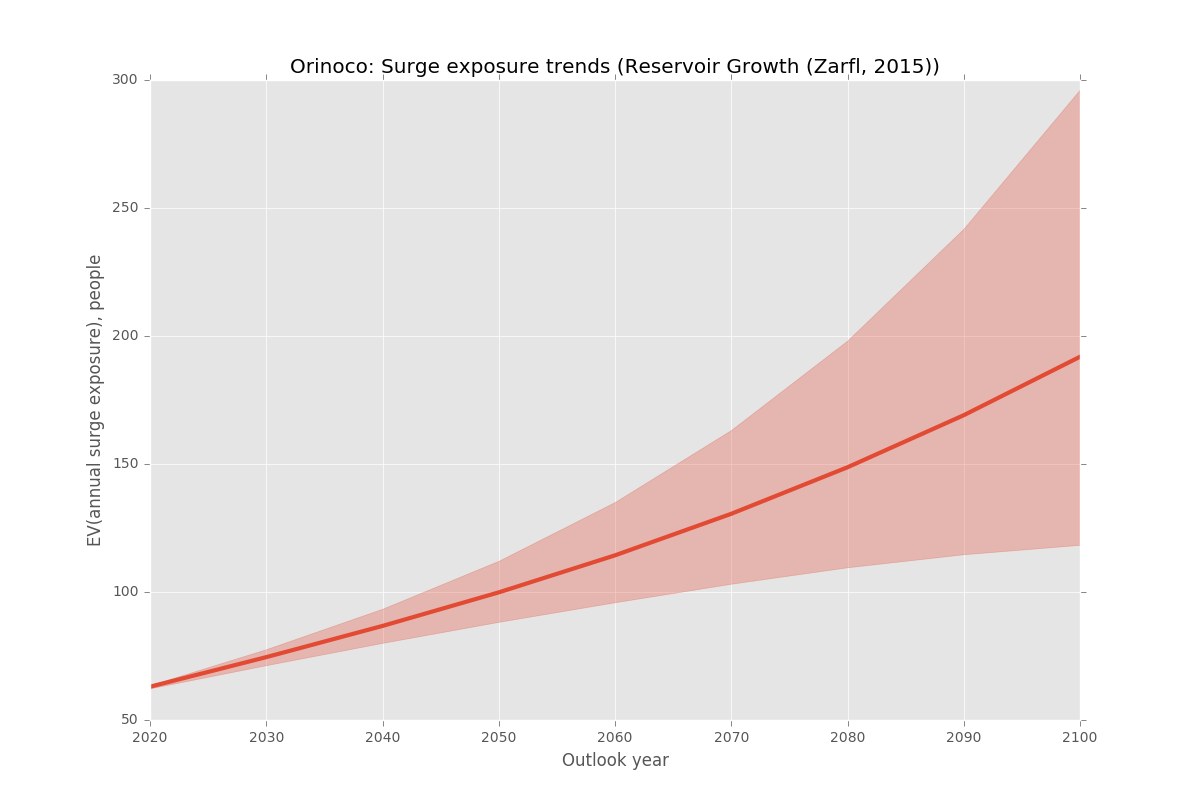 Orinoco: Surge exposure trends (Reservoir Growth (Zarfl, 2015))
300
250
200
150
100
50
EV(annual surge exposure), people
2020 2030 2040 2050 2060 2070 2080 2090 2100
Outlook year